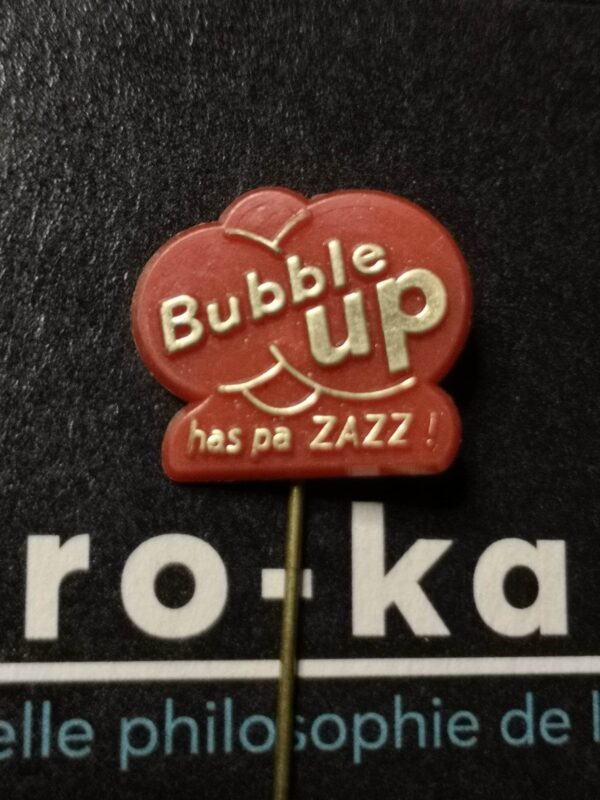 Bubble
up
has pa ZAZZ!
ro-ka
elle philosophie de l